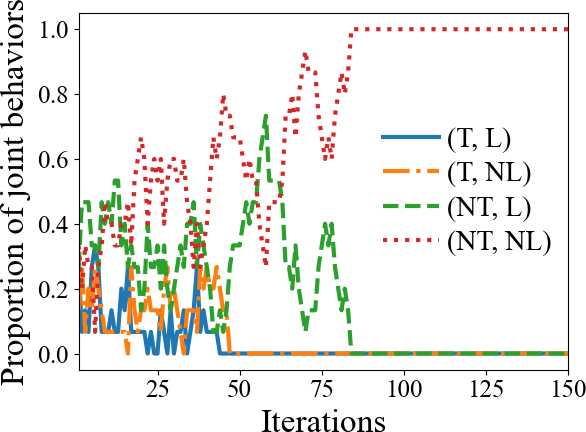 Proportion of joint behaviors
1.0
0.8
0.6
0.4
0.2
0.0
(T, L)
(T, NL)
(NT, L)
(NT, NL)
25 50 75 100 125 150
Iterations